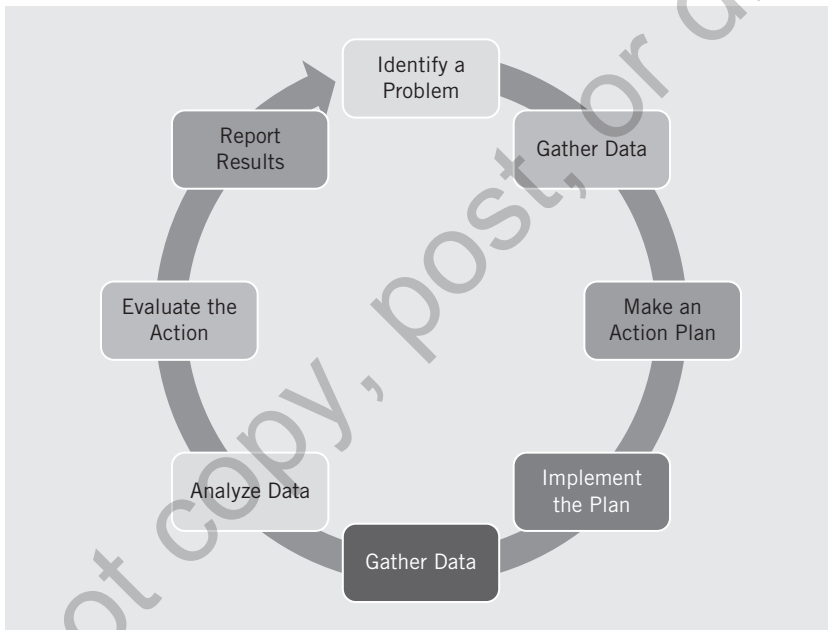 Identify a
Problem
Gather Data
Make an
Action Plan
Implement
the Plan
Gather Data
Analyze Data
Evaluate the
Action
Report
Results
ot copy, post, or